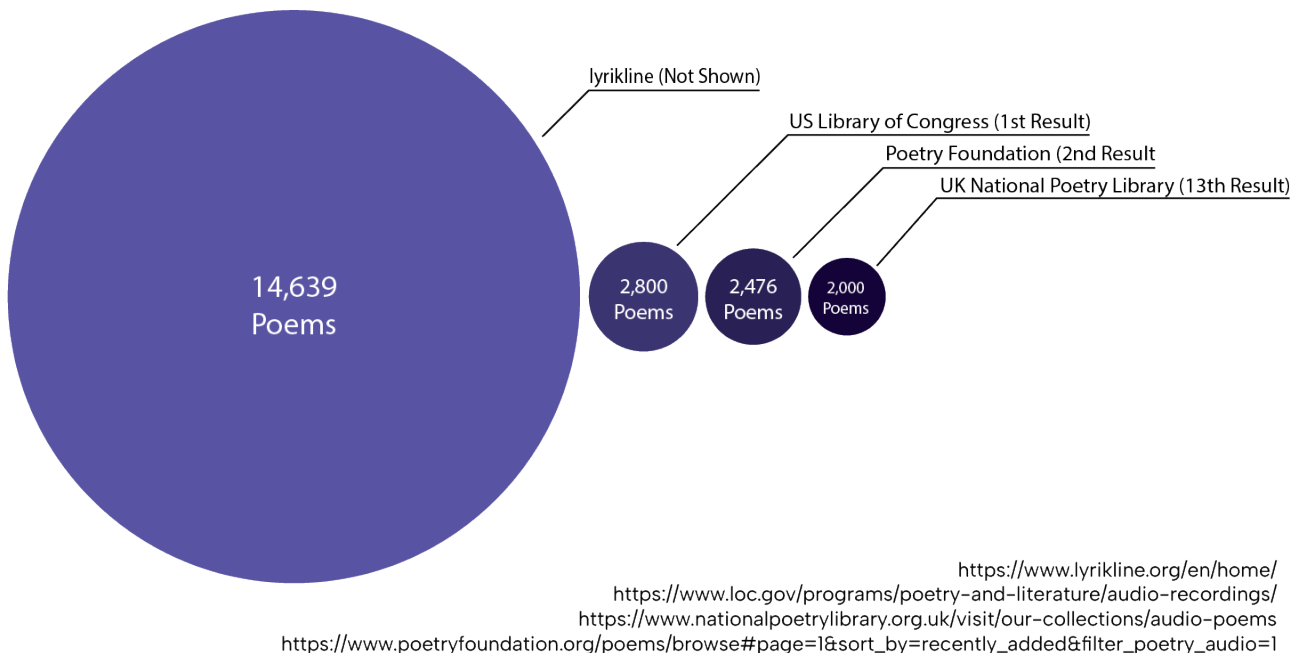 lyrikline (Not Shown)
US Library of Congress (1st Result)
Poetry Foundation (2nd Result
UK National Poetry Library (13th Result)
14,639
Poems
2,800
Poems
2,476
Poems
2,000
Poems
https://www.lyrikline.org/en/home/
https://www.loc.gov/programs/poetry-and-literature/audio-recordings/
https://www.nationalpoetrylibrary.org.uk/visit/our-collections/audio-poems
https://www.poetryfoundation.org/poems/browse#page=1&sort_by=recently_added&filter_poetry_audio=1